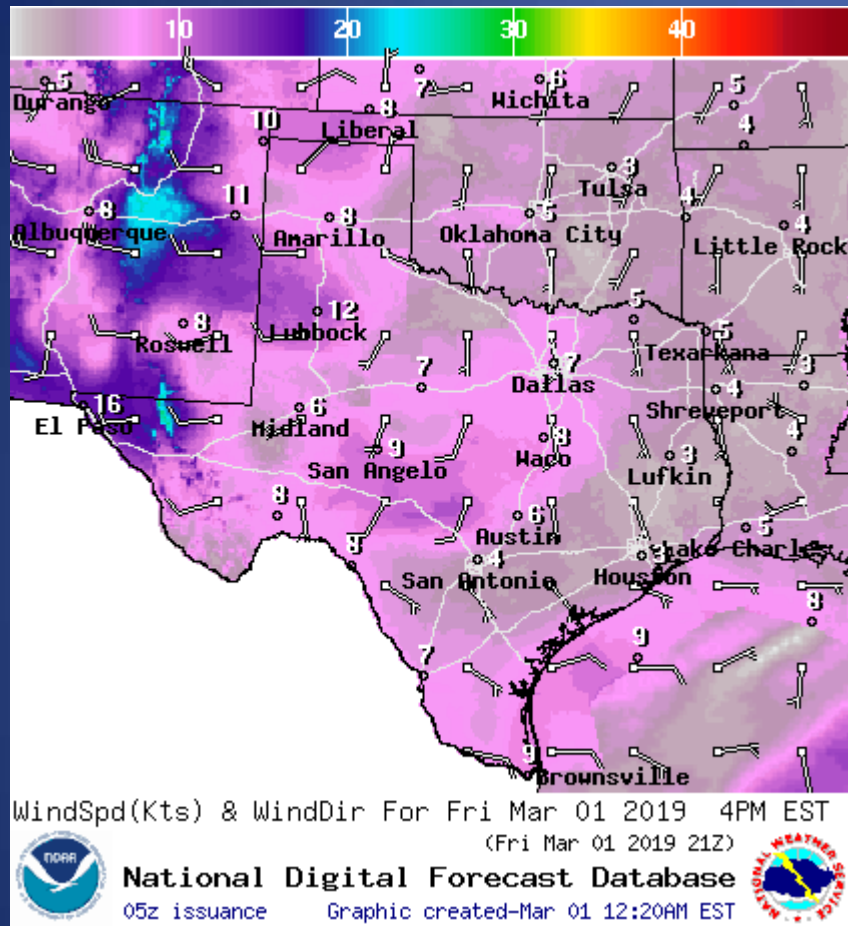 10 20 30 40
5 7 8 6 5
Durango Liberal Wichita
10 4
3
Tulsa
8 11 8 5 4 4
Albuquerque Amarillo Oklahoma City Little Rock
8 12 5 5
Roswell Lubbock Texarkana
7 7 3
Dallas
16 6 4
El Paso Midland Shreveport
9 8 3 4
San Angelo Waco Lufkin
8 6 5
Austin
8 4 3 Lake Charles
San Antonio Houston
8
9
7
9
Brownsville
WindSpd(Kts) & WindDir For Fri Mar 01 2019 4PM EST
(Fri Mar 01 2019 21Z)
NOAA
National Digital Forecast Database
05z issuance Graphic created-Mar 01 12:20AM EST
NATIONAL WEATHER SERVICE